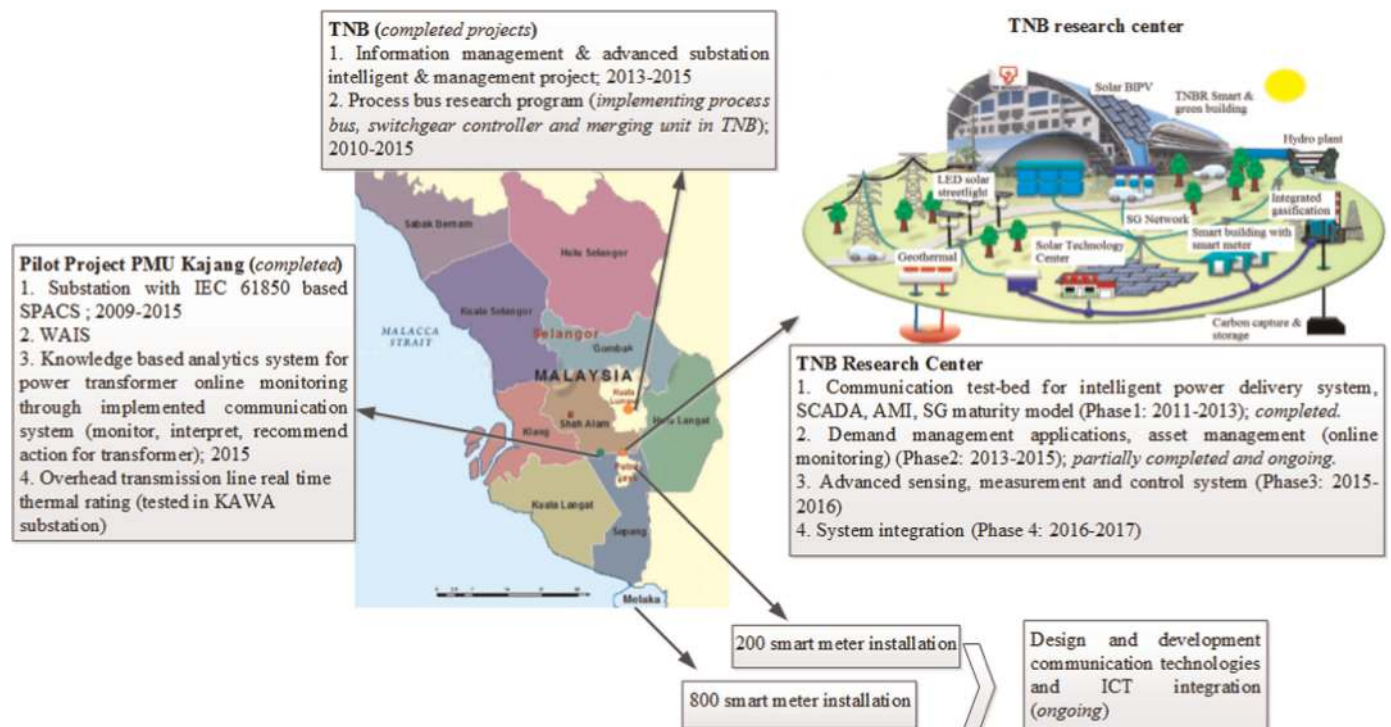 TNB (completed projects)
1. Information management & advanced substation
intelligent & management project; 2013-2015
2. Process bus research program (implementing process
bus, switchgear controller and merging unit in TNB);
2010-2015
TNB research center
Solar BIPV
TNBR Smart &
green building
Hydro plant
LED solar
streetlight
SG Network
Integrated
gasification
Smart building with
smart meter
Solar Technology
Center
Geothermal
Carbon capture &
storage
Pilot Project PMU Kajang (completed)
1. Substation with IEC 61850 based
SPACS ; 2009-2015
2. WAIS
3. Knowledge based analytics system for
power transformer online monitoring
through implemented communication
system (monitor, interpret, recommend
action for transformer); 2015
4. Overhead transmission line real time
thermal rating (tested in KAWA
substation)
Sabak Bernam
Hulu Selangor
Kuala Selangor
MALACCA
STRAIT
Selangor
Gombak
MALAYSIA
Kuala
Shah Alam
Klang
Hulu Langat
Kuala Langat
Sepang
Melaka
TNB Research Center
1. Communication test-bed for intelligent power delivery system,
SCADA, AMI, SG maturity model (Phase1: 2011-2013); completed.
2. Demand management applications, asset management (online
monitoring) (Phase2: 2013-2015); partially completed and ongoing.
3. Advanced sensing, measurement and control system (Phase3: 2015-
2016)
4. System integration (Phase 4: 2016-2017)
200 smart meter installation
800 smart meter installation
Design and development
communication technologies
and ICT integration
(ongoing)